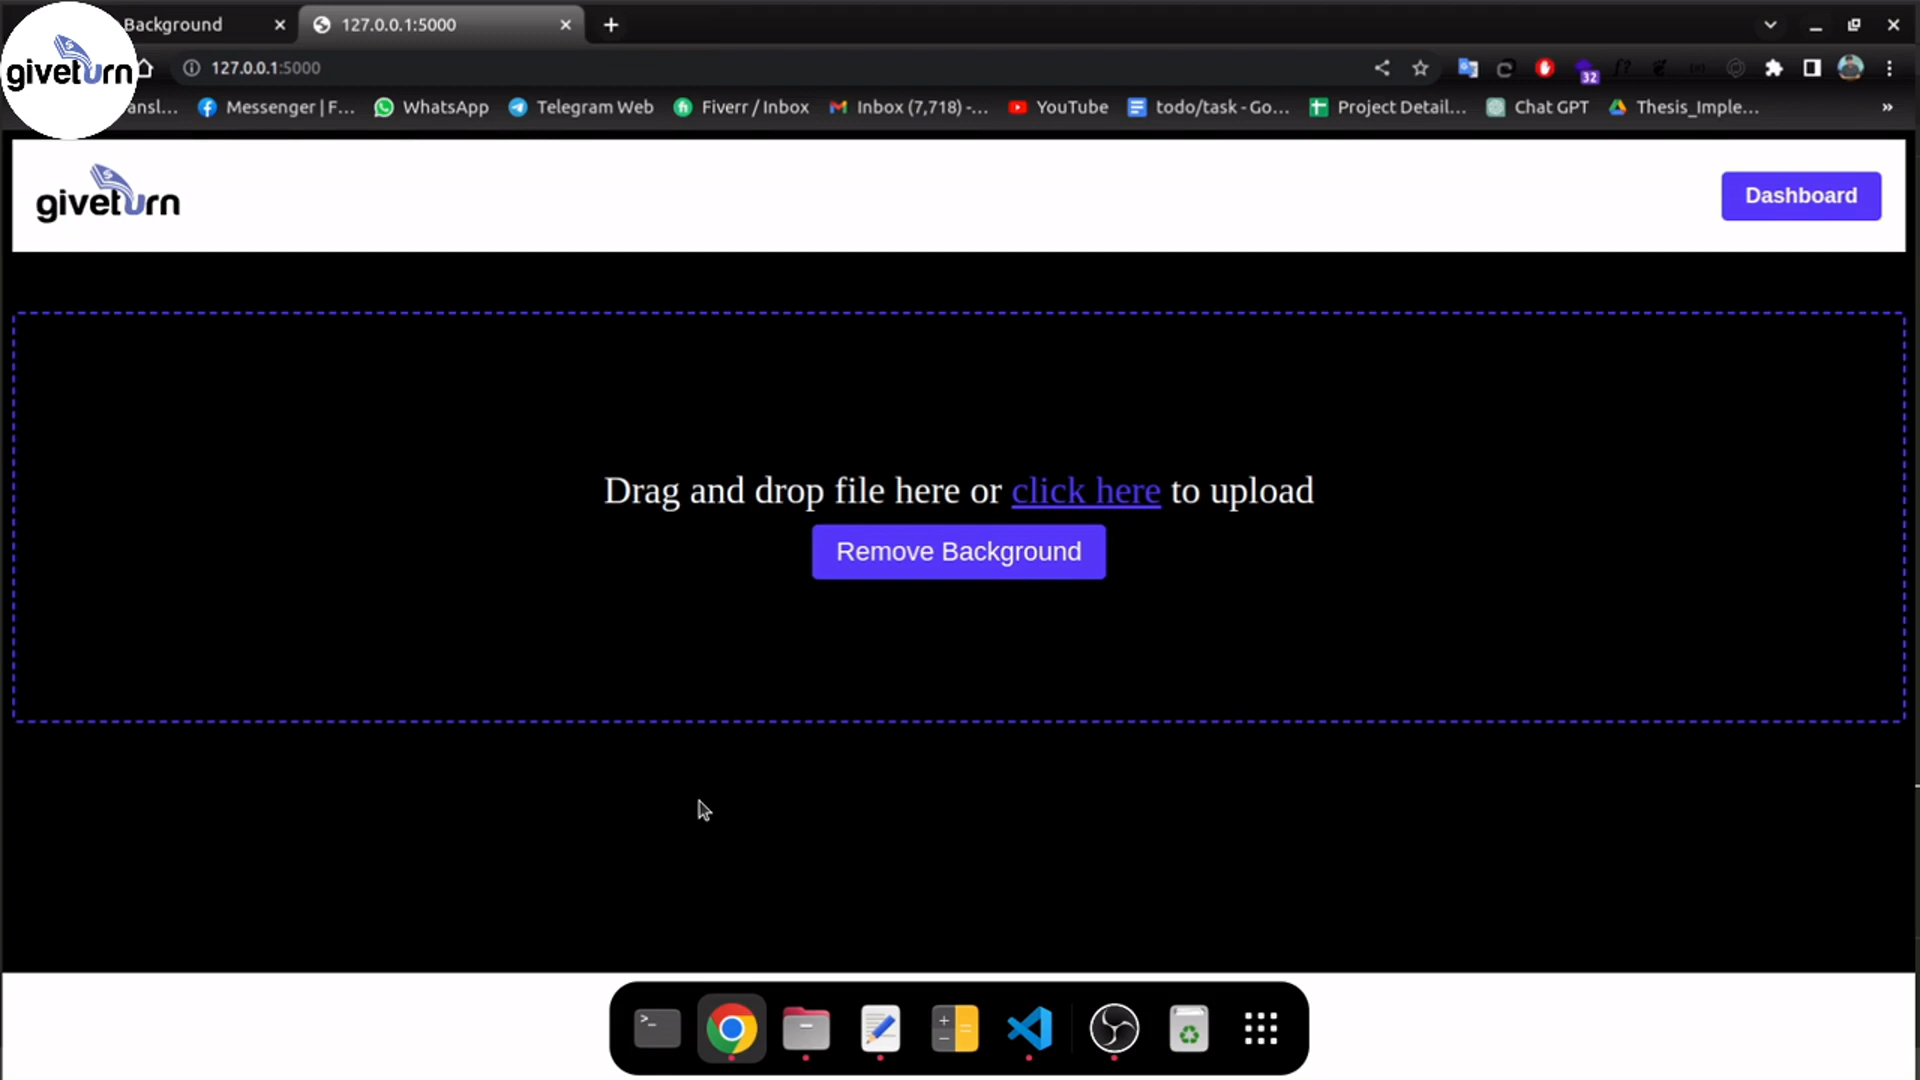 Background
127.0.0.1:5000
giveturn
127.0.0.1:5000
32
ansl...
Messenger | F...
WhatsApp
Telegram Web
Fiverr / Inbox
Inbox (7,718) -...
YouTube
todo/task - Go...
Project Detail...
Chat GPT
Thesis_Imple...
»
giveturn
Dashboard
Drag and drop file here or click here to upload
Remove Background